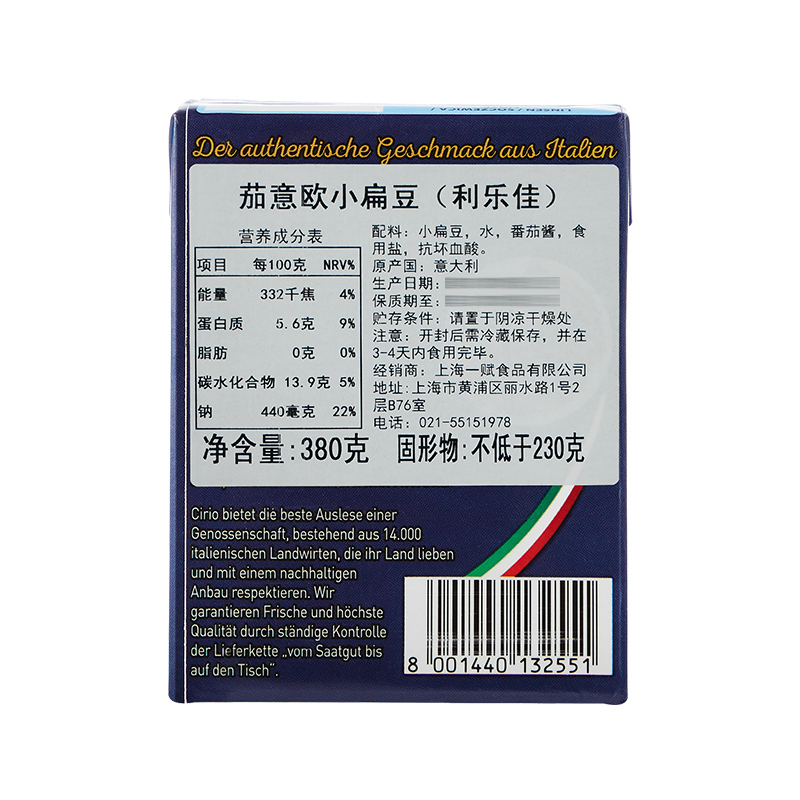 LINSEN / SOCZEWICA /
Der authentische Geschmack aus Italien
茄意欧小扁豆（利乐佳）
营养成分表
项目 每100克 NRV%
能量 332千焦 4%
蛋白质 5.6克 9%
脂肪 0克 0%
碳水化合物 13.9克 5%
钠 440毫克 22%
配料：小扁豆，水，番茄酱，食
用盐，抗坏血酸。
原产国：意大利
生产日期：
保质期至：
贮存条件：请置于阴凉干燥处
注意：开封后需冷藏保存，并在
3-4天内食用完毕。
经销商：上海一赋食品有限公司
地址：上海市黄浦区丽水路1号2
层B76室
电话：021-55151978
净含量:380克 固形物:不低于230克
Cirio bietet die beste Auslese einer
Genossenschaft, bestehend aus 14.000
italienischen Landwirten, die ihr Land lieben
und mit einem nachhaltigen
Anbau respektieren. Wir
garantieren Frische und höchste
Qualität durch ständige Kontrolle
der Lieferkette „vom Saatgut bis
auf den Tisch“.
8 001440 132551